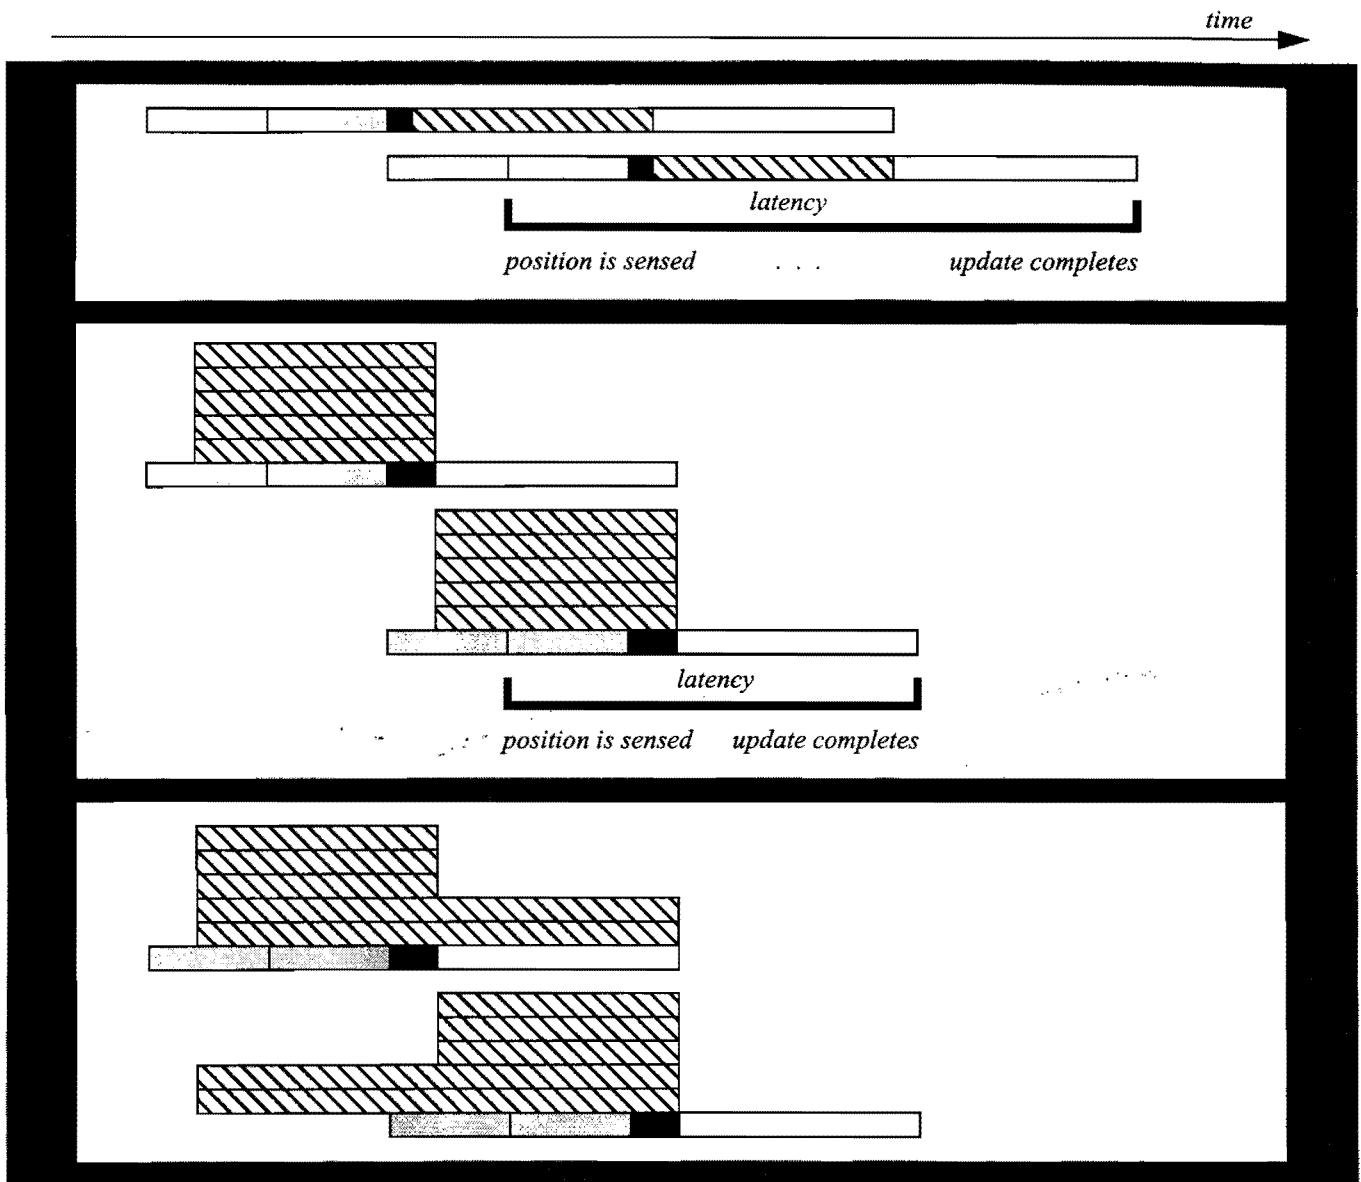 time
latency
position is sensed . . . update completes
latency
position is sensed update completes